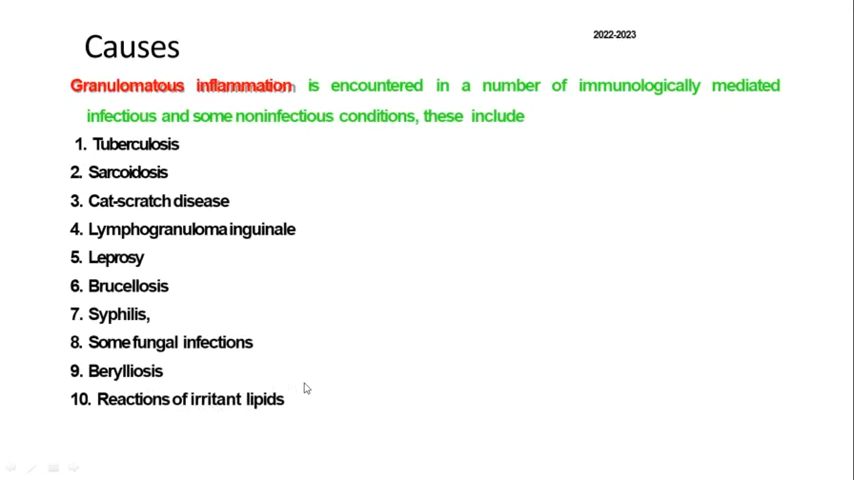 2022-2023
Causes
Granulomatous inflammation is encountered in a number of immunologically mediated
infectious and some noninfectious conditions, these include
1. Tuberculosis
2. Sarcoidosis
3. Cat-scratch disease
4. Lymphogranuloma inguinale
5. Leprosy
6. Brucellosis
7. Syphilis,
8. Some fungal infections
9. Berylliosis
10. Reactions of irritant lipids